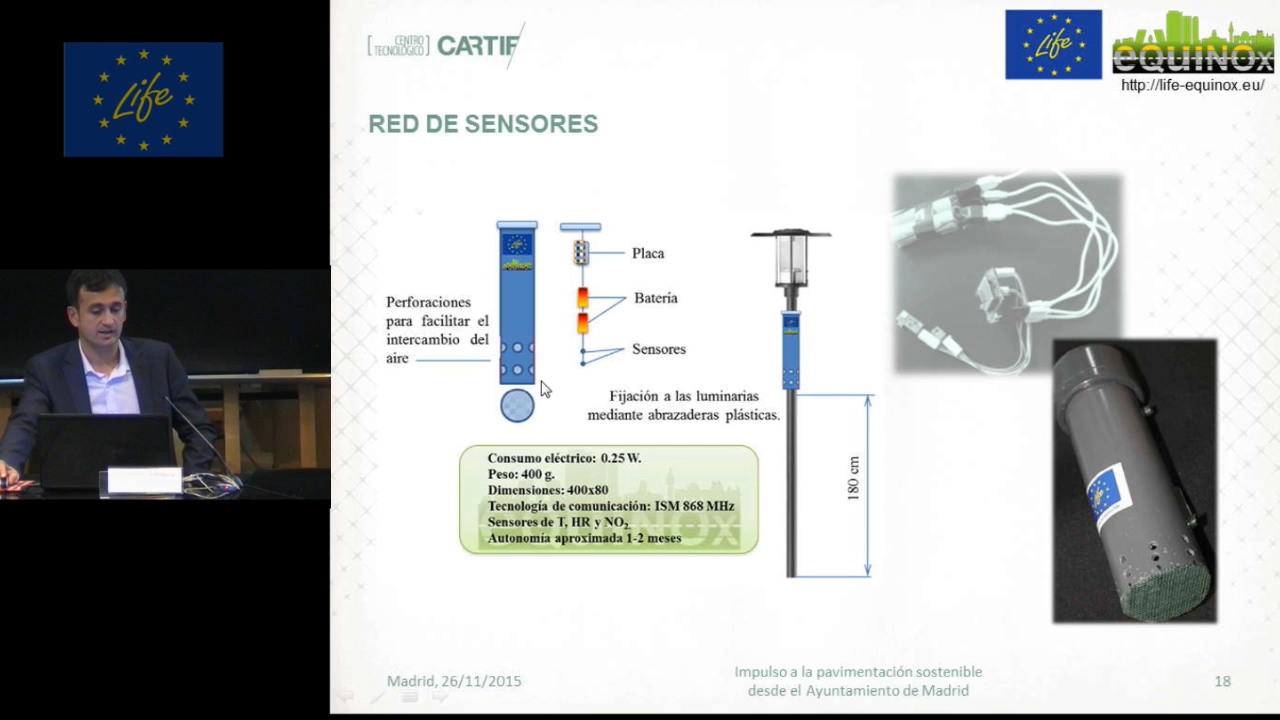 Life
[CENTRO TECNOLÓGICO] CARTIF
Life
eQUINOx
http://life-equinox.eu/
RED DE SENSORES
Placa
Batería
Sensores
Perforaciones
para facilitar el
intercambio del
aire
Fijación a las luminarias
mediante abrazaderas plásticas.
180 cm
Consumo eléctrico: 0.25 W.
Peso: 400 g.
Dimensiones: 400x80
Tecnología de comunicación: ISM 868 MHz
Sensores de T, HR y NO2.
Autonomía aproximada 1-2 meses
EQUINOx
Life
Madrid, 26/11/2015
Impulso a la pavimentación sostenible
desde el Ayuntamiento de Madrid
18